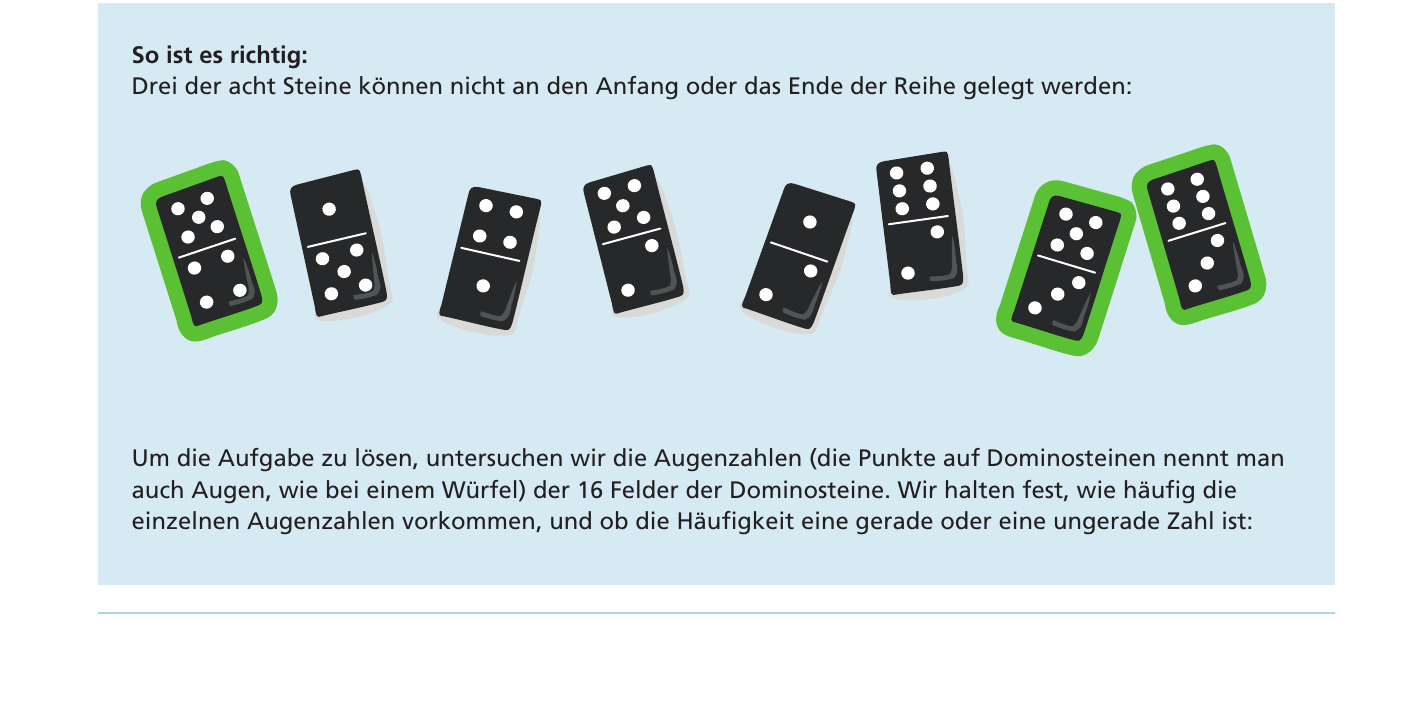 So ist es richtig:
Drei der acht Steine können nicht an den Anfang oder das Ende der Reihe gelegt werden:
Um die Aufgabe zu lösen, untersuchen wir die Augenzahlen (die Punkte auf Dominosteinen nennt man
auch Augen, wie bei einem Würfel) der 16 Felder der Dominosteine. Wir halten fest, wie häufig die
einzelnen Augenzahlen vorkommen, und ob die Häufigkeit eine gerade oder eine ungerade Zahl ist: